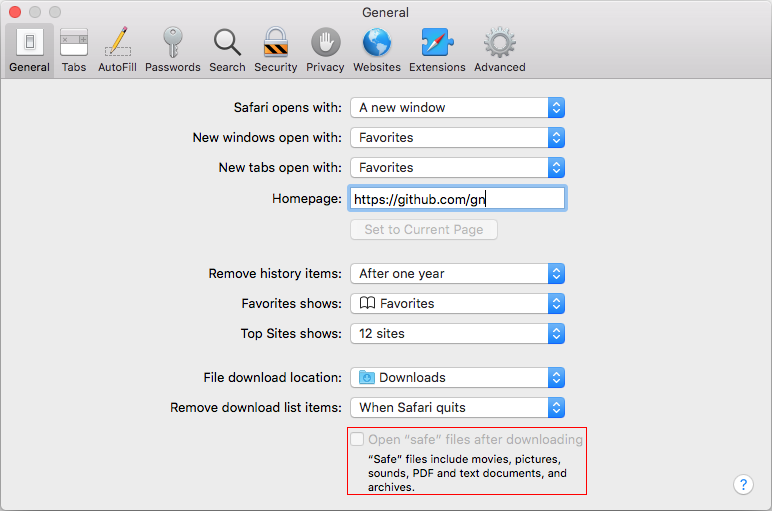 General
General Tabs AutoFill Passwords Search Security Privacy Websites Extensions Advanced
Safari opens with: A new window
New windows open with: Favorites
New tabs open with: Favorites
Homepage: https://github.com/gn
Set to Current Page
Remove history items: After one year
Favorites shows: Favorites
Top Sites shows: 12 sites
File download location: Downloads
Remove download list items: When Safari quits
Open “safe” files after downloading
“Safe” files include movies, pictures,
sounds, PDF and text documents, and
archives.
?